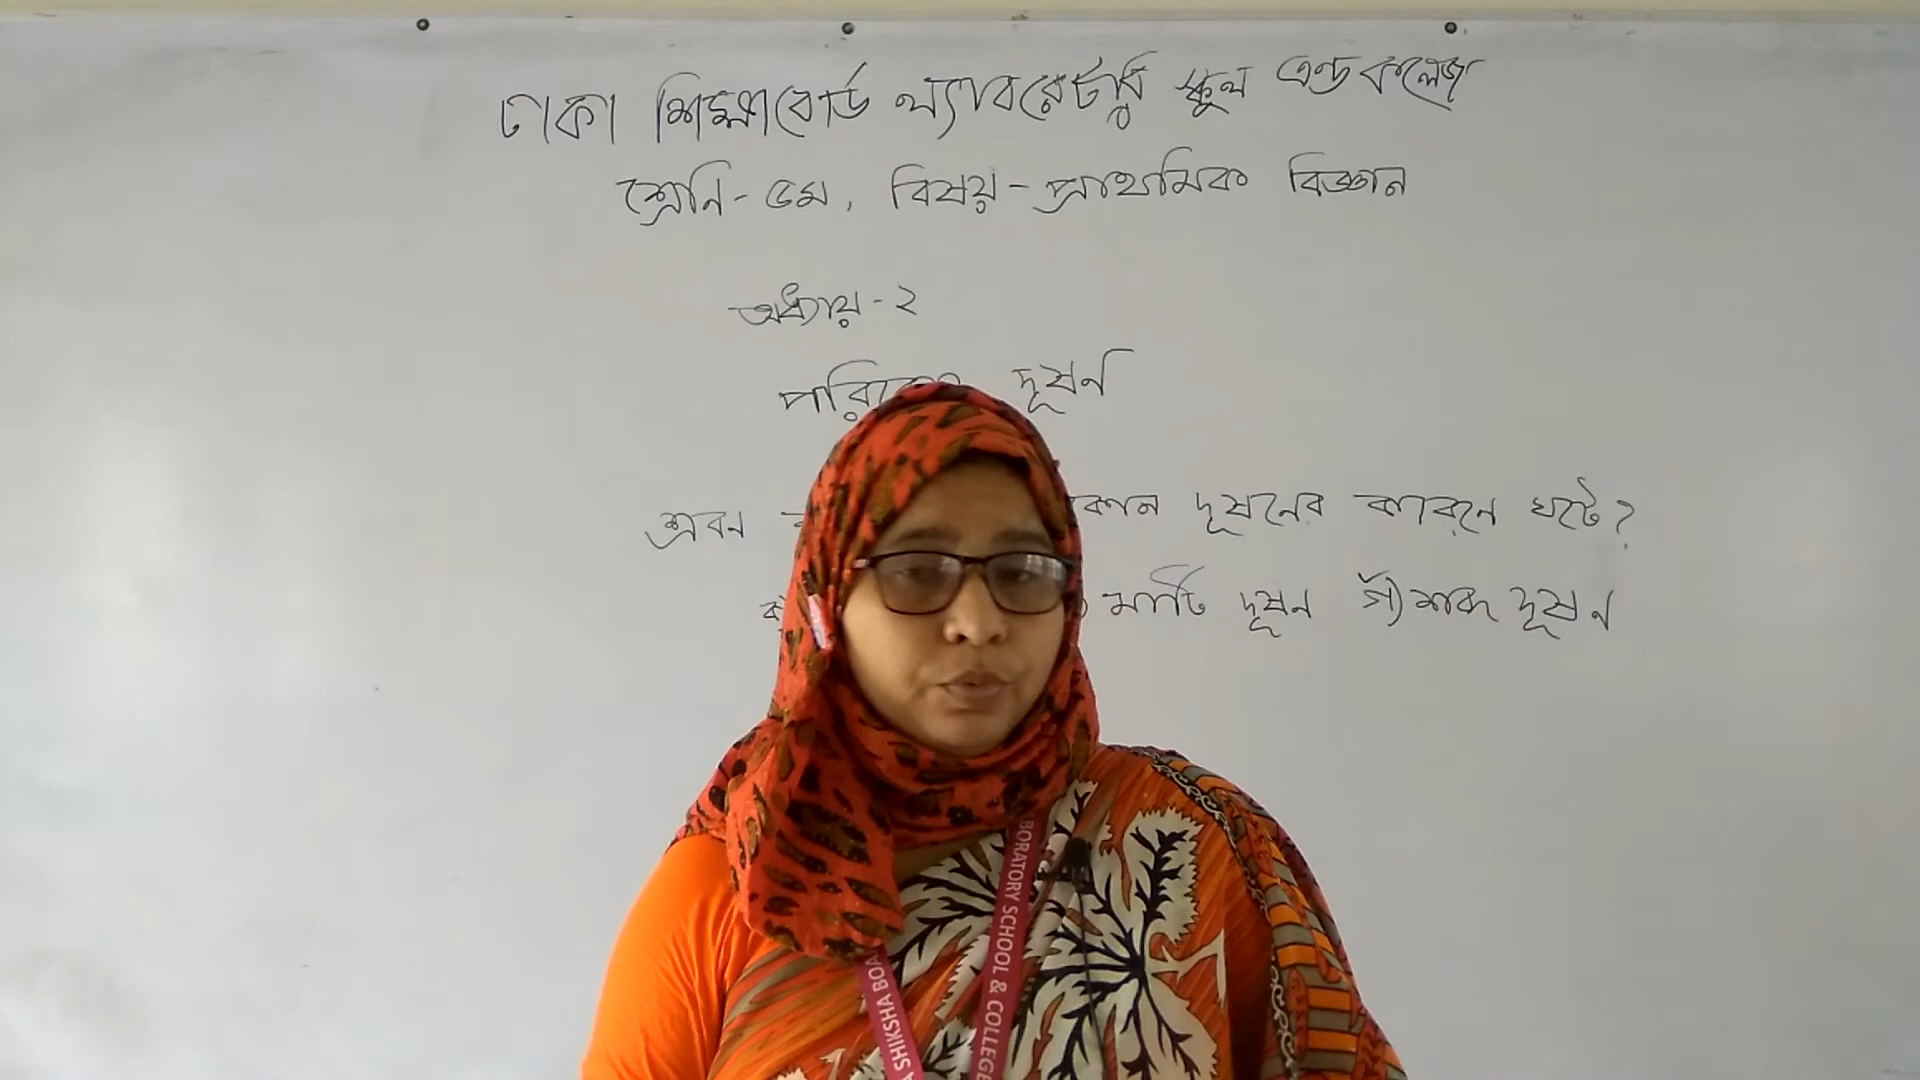 ঢাকা শিক্ষাবোর্ড ল্যাবরেটরি স্কুল এন্ড কলেজ
শ্রেনি - ৫ম, বিষয় - প্রাথমিক বিজ্ঞান
অধ্যায় - ২
দূষন
শ্রবন দূষনের কারনে ঘটে?
মাটি দূষন গ) শব্দ দূষন
BORATORY SCHOOL & COLLEGE
A SHIKSHA BOA